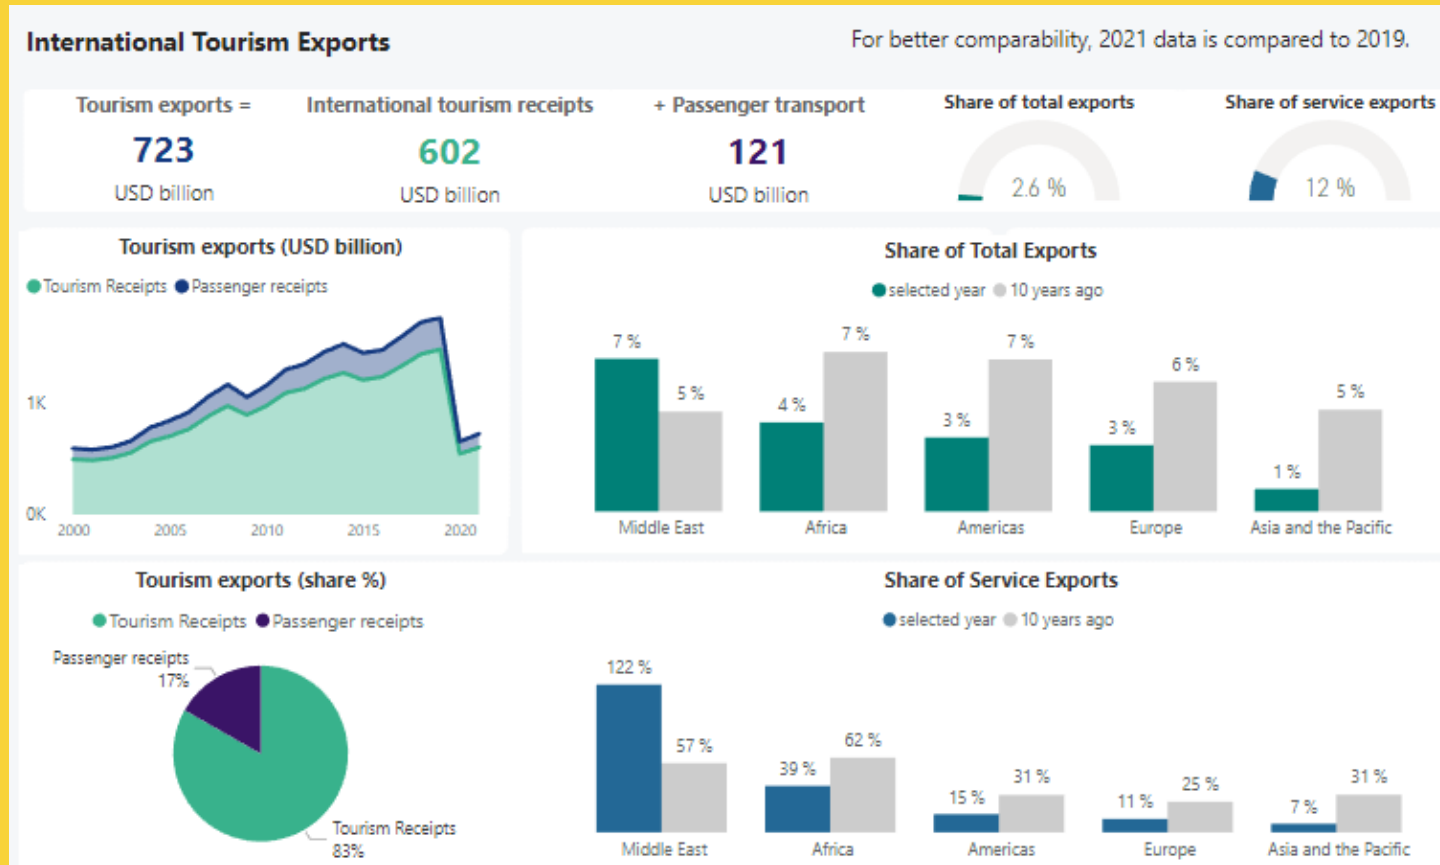 International Tourism Exports
For better comparability, 2021 data is compared to 2019.
Tourism exports =
723
USD billion
International tourism receipts
602
USD billion
+ Passenger transport
121
USD billion
Share of total exports
2.6 %
Share of service exports
12 %
Tourism exports (USD billion)
Tourism Receipts Passenger receipts
1K
0K
2000 2005 2010 2015 2020
Share of Total Exports
selected year 10 years ago
7 % 5 % 4 % 7 % 3 % 7 % 3 % 6 % 1 % 5 %
Middle East Africa Americas Europe Asia and the Pacific
Tourism exports (share %)
Tourism Receipts Passenger receipts
Passenger receipts
17%
Tourism Receipts
83%
Share of Service Exports
selected year 10 years ago
122 % 57 % 39 % 62 % 15 % 31 % 11 % 25 % 7 % 31 %
Middle East Africa Americas Europe Asia and the Pacific